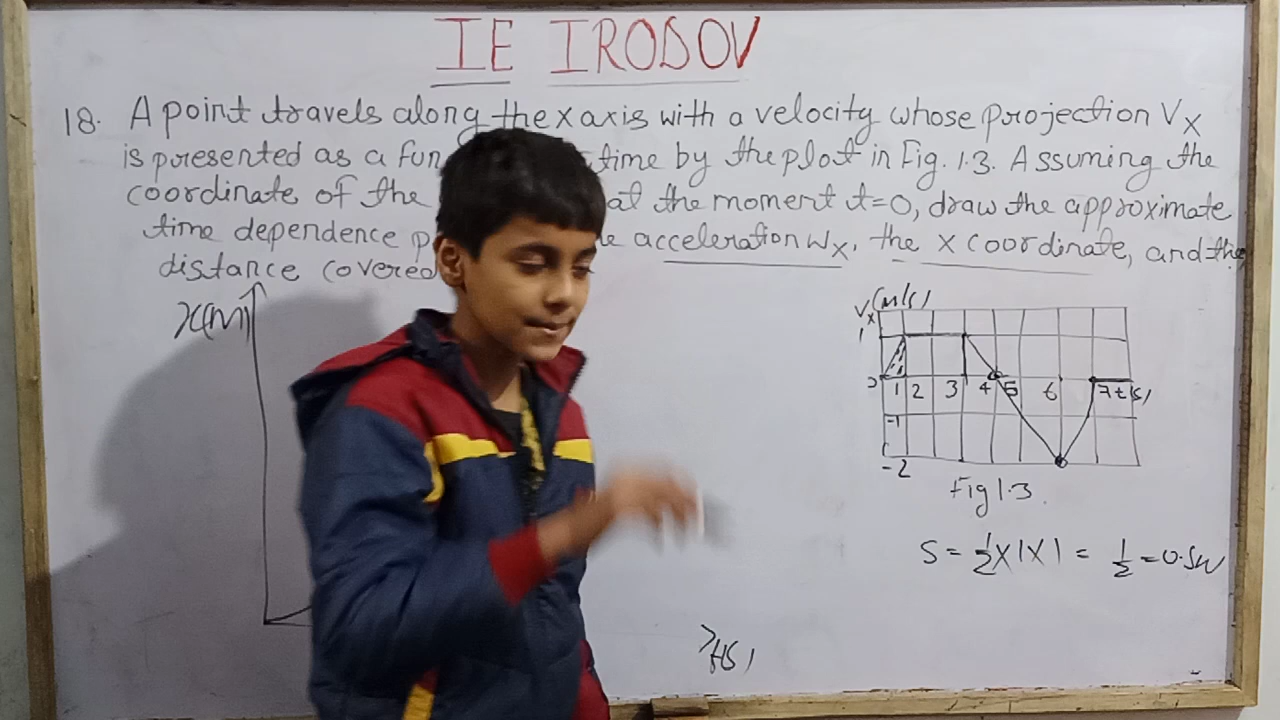 IE IRODOV
18. A point travels along the x axis with a velocity whose projection Vx
is presented as a fun time by the plot in Fig. 1.3. Assuming the
coordinate of the at the moment t=0, draw the approximate
time dependence p acceleration Wx, the x coordinate, and the
distance covered
x(m)
Vx (m/s)
1
0 1 2 3 4 5 6 7 t(s)
-1
-2
Fig 1.3.
S = 1/2 X 1 X 1 = 1/2 = 0.5m
t(s)